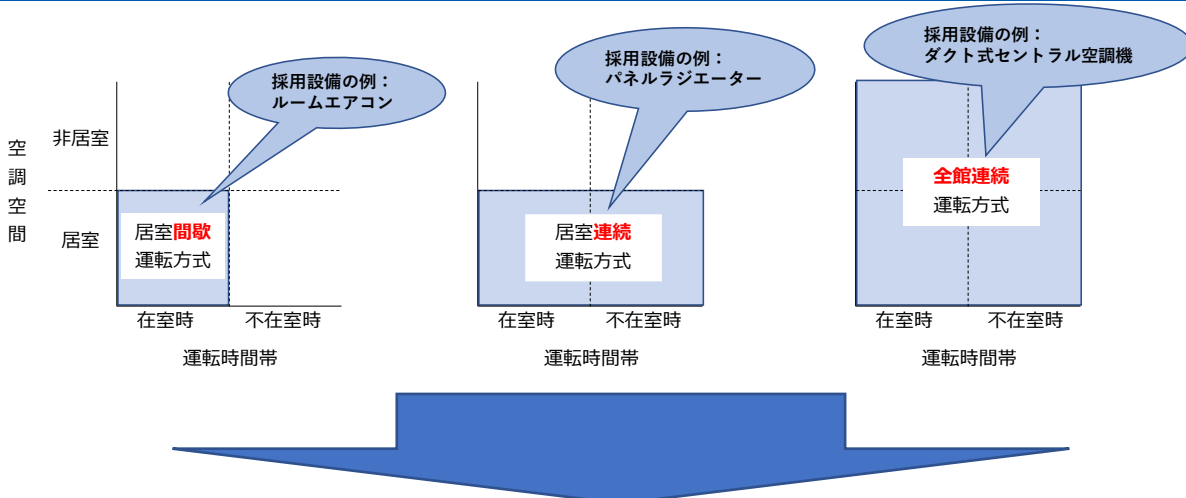 採用設備の例：
ルームエアコン
採用設備の例：
パネルラジエーター
採用設備の例：
ダクト式セントラル空調機
空調空間
非居室
居室
居室間歇
運転方式
居室連続
運転方式
全館連続
運転方式
在室時
不在室時
在室時
不在室時
在室時
不在室時
運転時間帯
運転時間帯
運転時間帯